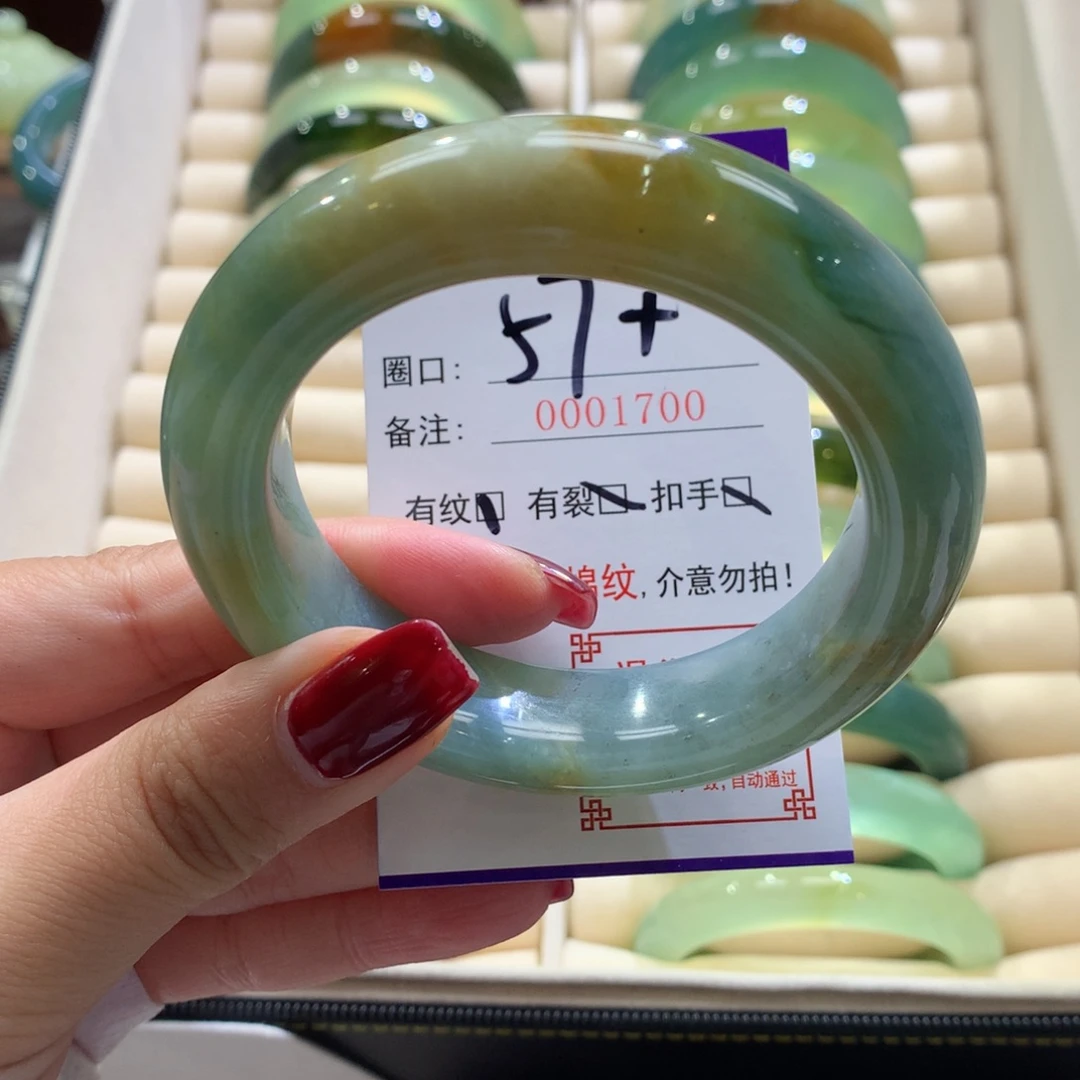 圈口: 57+
备注: 0001700
有纹☐ 有裂☐ 扣手☐
棉纹, 介意勿拍!
自动通过